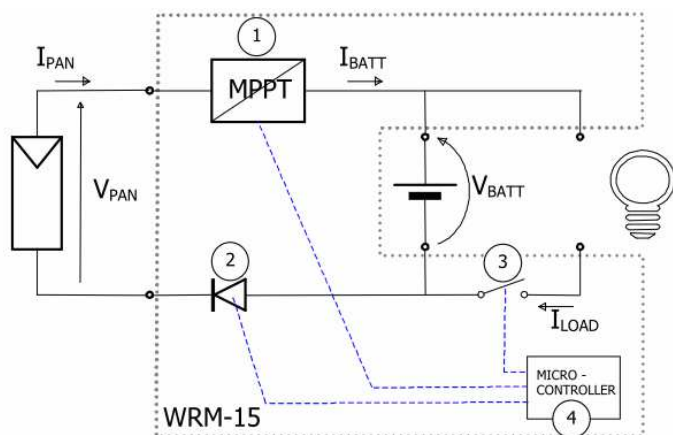 1
I_PAN
MPPT
I_BATT
V_PAN
V_BATT
2
3
I_LOAD
MICRO -
CONTROLLER
4
WRM-15